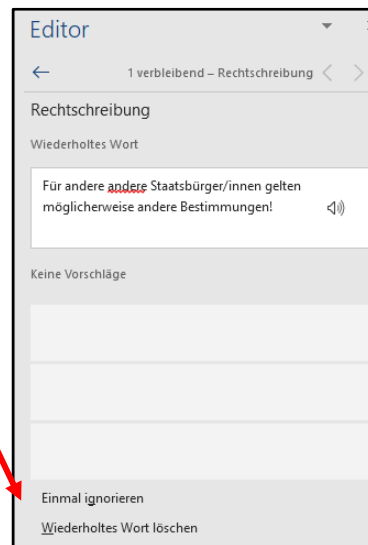 Editor
1 verbleibend – Rechtschreibung
Rechtschreibung
Wiederholtes Wort
Für andere andere Staatsbürger/innen gelten
möglicherweise andere Bestimmungen!
Keine Vorschläge
Einmal ignorieren
Wiederholtes Wort löschen